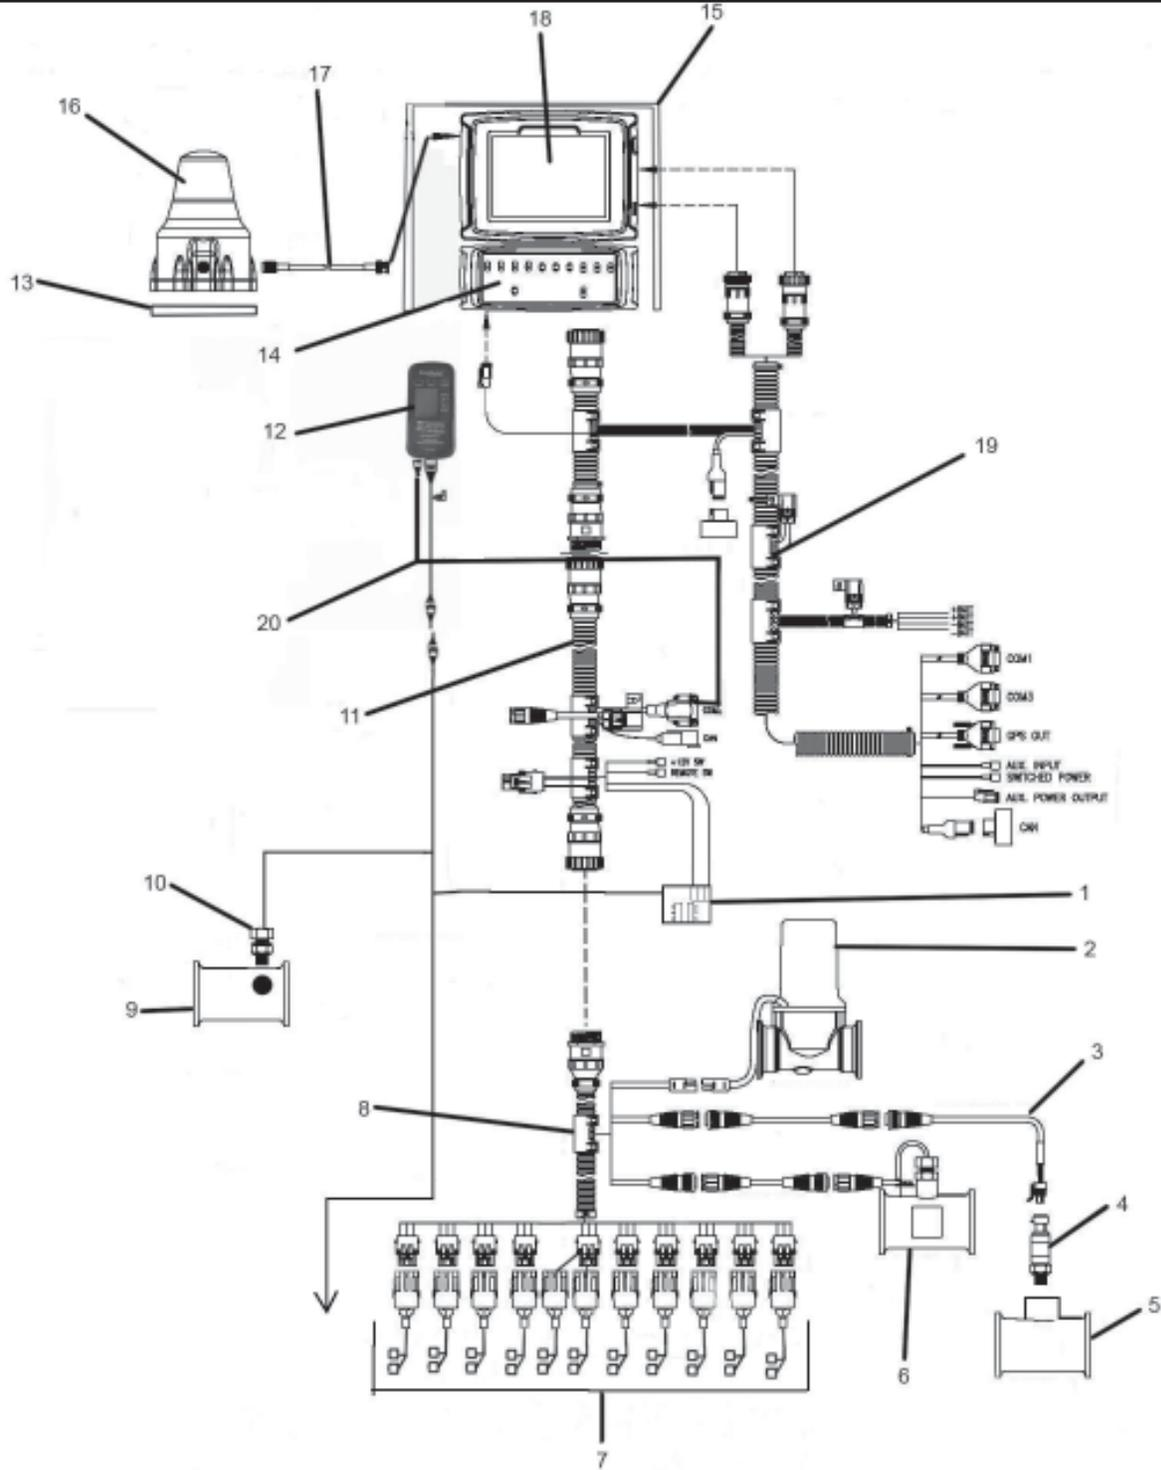 18
15
17
16
13
14
12
19
20
11
COM1
COM3
GPS OUT
AUX. INPUT
SWITCHED POWER
AUX. POWER OUTPUT
CAN
CAN
+12V SW
REMOTE SW
10
1
2
9
3
8
4
5
6
7